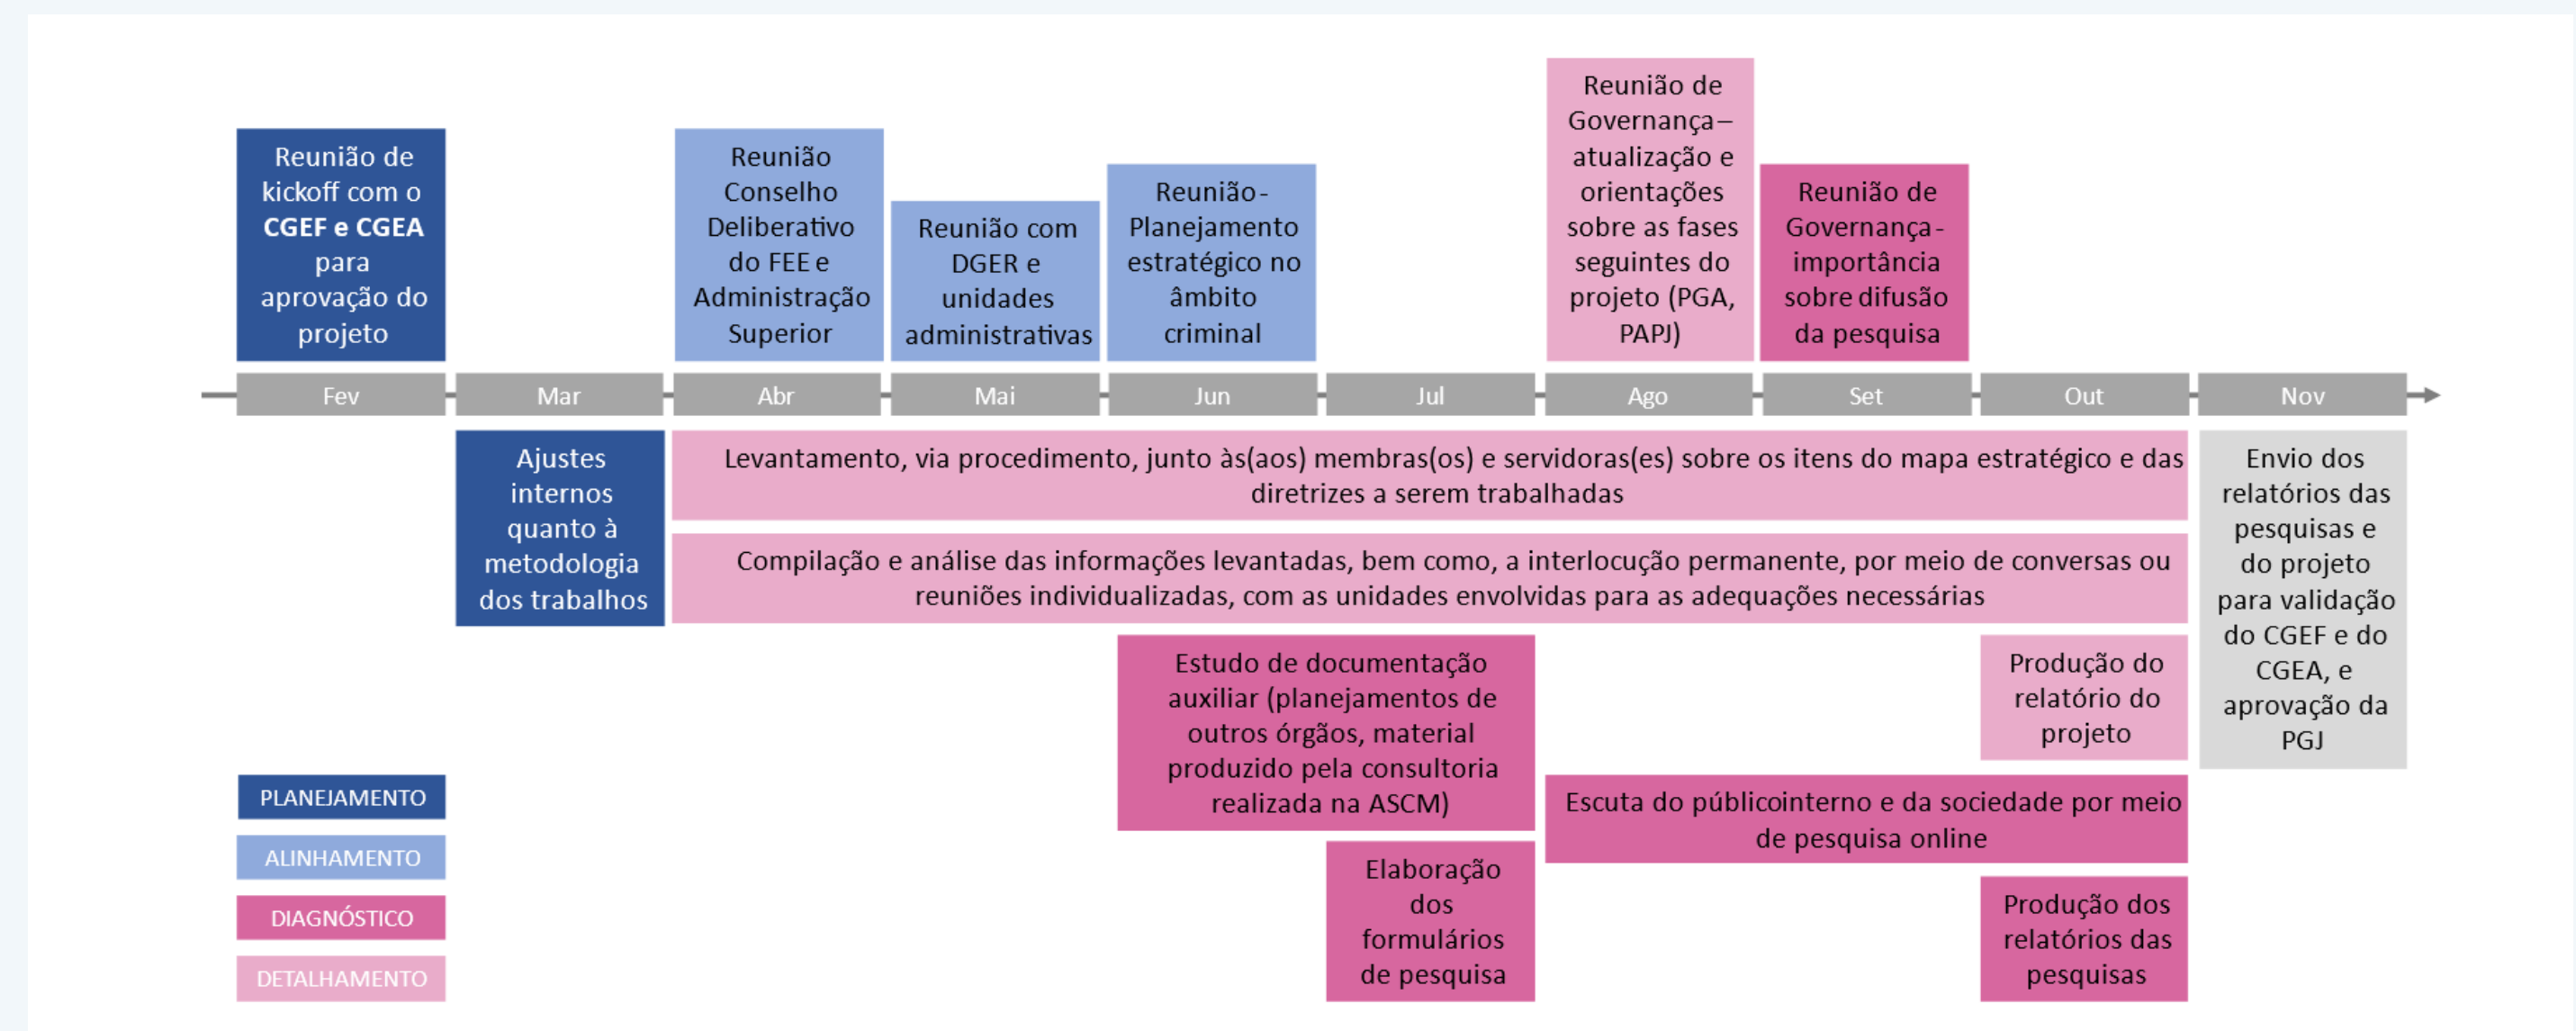 Reunião de
kickoff com o
CGEF e CGEA
para
aprovação do
projeto
Reunião
Conselho
Deliberativo
do FEE e
Administração
Superior
Reunião com
DGER e
unidades
administrativas
Reunião-
Planejamento
estratégico no
âmbito
criminal
Reunião de
Governança–
atualização e
orientações
sobre as fases
seguintes do
projeto (PGA,
PAPJ)
Reunião de
Governança-
importância
sobre difusão
da pesquisa
Fev
Mar
Abr
Mai
Jun
Jul
Ago
Set
Out
Nov
Ajustes
internos
quanto à
metodologia
dos trabalhos
Levantamento, via procedimento, junto às(aos) membras(os) e servidoras(es) sobre os itens do mapa estratégico e das
diretrizes a serem trabalhadas
Compilação e análise das informações levantadas, bem como, a interlocução permanente, por meio de conversas ou
reuniões individualizadas, com as unidades envolvidas para as adequações necessárias
Envio dos
relatórios das
pesquisas e
do projeto
para validação
do CGEF e do
CGEA, e
aprovação da
PGJ
Estudo de documentação
auxiliar (planejamentos de
outros órgãos, material
produzido pela consultoria
realizada na ASCM)
Produção do
relatório do
projeto
Escuta do públicointerno e da sociedade por meio
de pesquisa online
Elaboração
dos
formulários
de pesquisa
Produção dos
relatórios das
pesquisas
PLANEJAMENTO
ALINHAMENTO
DIAGNÓSTICO
DETALHAMENTO